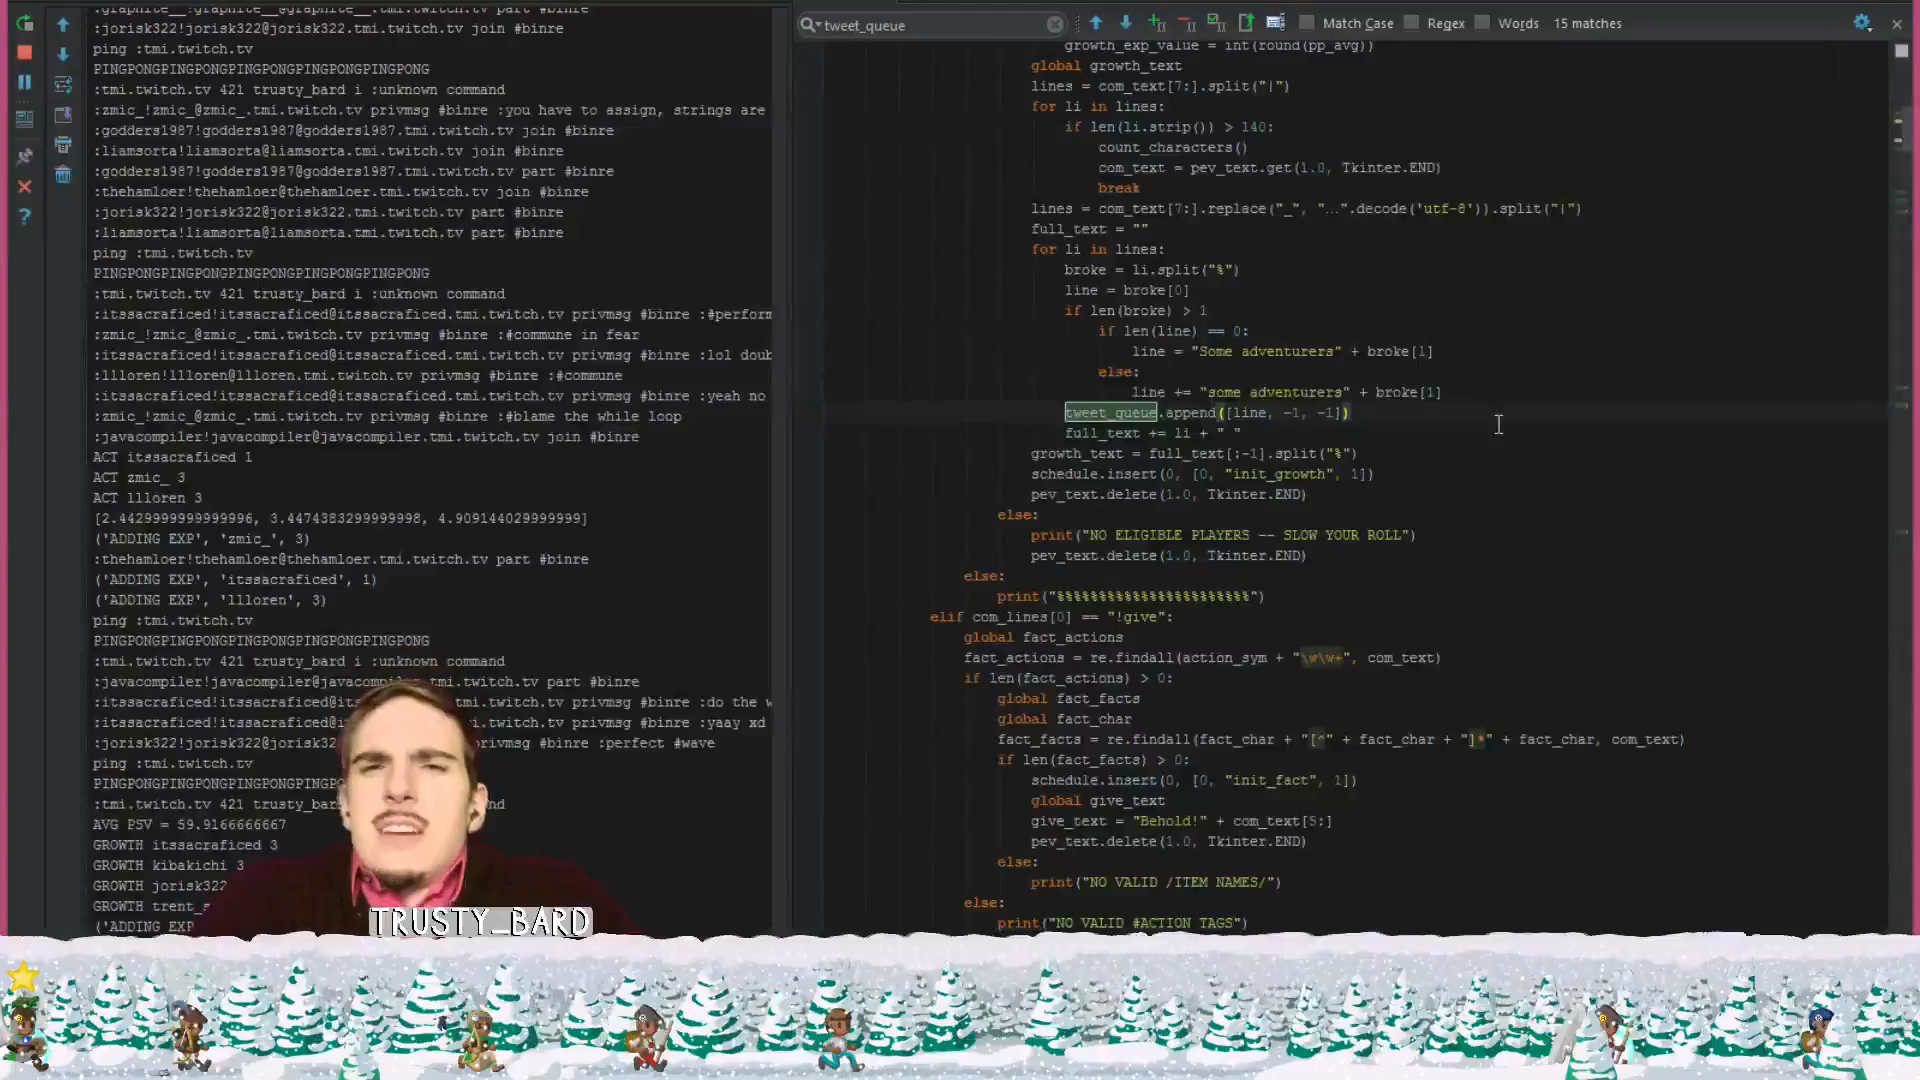 :graphite__!graphite__@graphite__.tmi.twitch.tv part #binre
:jorisk322!jorisk322@jorisk322.tmi.twitch.tv join #binre
ping :tmi.twitch.tv
PINGPONGPINGPONGPINGPONGPINGPONGPINGPONG
:tmi.twitch.tv 421 trusty_bard i :unknown command
:zmic_!zmic_@zmic_.tmi.twitch.tv privmsg #binre :you have to assign, strings are
:godders1987!godders1987@godders1987.tmi.twitch.tv join #binre
:liamsorta!liamsorta@liamsorta.tmi.twitch.tv join #binre
:godders1987!godders1987@godders1987.tmi.twitch.tv part #binre
:thehamloer!thehamloer@thehamloer.tmi.twitch.tv join #binre
:jorisk322!jorisk322@jorisk322.tmi.twitch.tv part #binre
:liamsorta!liamsorta@liamsorta.tmi.twitch.tv part #binre
ping :tmi.twitch.tv
PINGPONGPINGPONGPINGPONGPINGPONGPINGPONG
:tmi.twitch.tv 421 trusty_bard i :unknown command
:itssacraficed!itssacraficed@itssacraficed.tmi.twitch.tv privmsg #binre :#perform
:zmic_!zmic_@zmic_.tmi.twitch.tv privmsg #binre :#commune in fear
:itssacraficed!itssacraficed@itssacraficed.tmi.twitch.tv privmsg #binre :lol doub
:llloren!llloren@llloren.tmi.twitch.tv privmsg #binre :#commune
:itssacraficed!itssacraficed@itssacraficed.tmi.twitch.tv privmsg #binre :yeah no
:zmic_!zmic_@zmic_.tmi.twitch.tv privmsg #binre :#blame the while loop
:javacompiler!javacompiler@javacompiler.tmi.twitch.tv join #binre
ACT itssacraficed 1
ACT zmic_ 3
ACT llloren 3
[2.4429999999999996, 3.4474383299999998, 4.909144029999999]
('ADDING EXP', 'zmic_', 3)
:thehamloer!thehamloer@thehamloer.tmi.twitch.tv part #binre
('ADDING EXP', 'itssacraficed', 1)
('ADDING EXP', 'llloren', 3)
ping :tmi.twitch.tv
PINGPONGPINGPONGPINGPONGPINGPONGPINGPONG
:tmi.twitch.tv 421 trusty_bard i :unknown command
:javacompiler!javacompiler@javacompiler.tmi.twitch.tv part #binre
:itssacraficed!itssacraficed@its tmi.twitch.tv privmsg #binre :do the w
:itssacraficed!itssacraficed@it tmi.twitch.tv privmsg #binre :yaay xd
:jorisk322!jorisk322@jorisk32 privmsg #binre :perfect #wave
ping :tmi.twitch.tv
PINGPONGPINGPONGPINGPONGPINGPO
:tmi.twitch.tv 421 trusty_bar nd
AVG PSV = 59.9166666667
GROWTH itssacraficed 3
GROWTH kibakichi 3
GROWTH jorisk322
GROWTH trent_
('ADDING EXP
TRUSTY_BARD
tweet_queue Match Case Regex Words 15 matches
growth_exp_value = int(round(pp_avg))
global growth_text
lines = com_text[7:].split("|")
for li in lines:
if len(li.strip()) > 140:
count_characters()
com_text = pev_text.get(1.0, Tkinter.END)
break
lines = com_text[7:].replace("_", "…".decode('utf-8')).split("|")
full_text = ""
for li in lines:
broke = li.split("%")
line = broke[0]
if len(broke) > 1
if len(line) == 0:
line = "Some adventurers" + broke[1]
else:
line += "some adventurers" + broke[1]
tweet_queue.append([line, -1, -1])
full_text += li + " "
growth_text = full_text[:-1].split("%")
schedule.insert(0, [0, "init_growth", 1])
pev_text.delete(1.0, Tkinter.END)
else:
print("NO ELIGIBLE PLAYERS -- SLOW YOUR ROLL")
pev_text.delete(1.0, Tkinter.END)
else:
print("%%%%%%%%%%%%%%%%%%%%%%%")
elif com_lines[0] == "!give":
global fact_actions
fact_actions = re.findall(action_sym + "\w\w+", com_text)
if len(fact_actions) > 0:
global fact_facts
global fact_char
fact_facts = re.findall(fact_char + "[^" + fact_char + "]*" + fact_char, com_text)
if len(fact_facts) > 0:
schedule.insert(0, [0, "init_fact", 1])
global give_text
give_text = "Behold!" + com_text[5:]
pev_text.delete(1.0, Tkinter.END)
else:
print("NO VALID /ITEM NAMES/")
else:
print("NO VALID #ACTION TAGS")